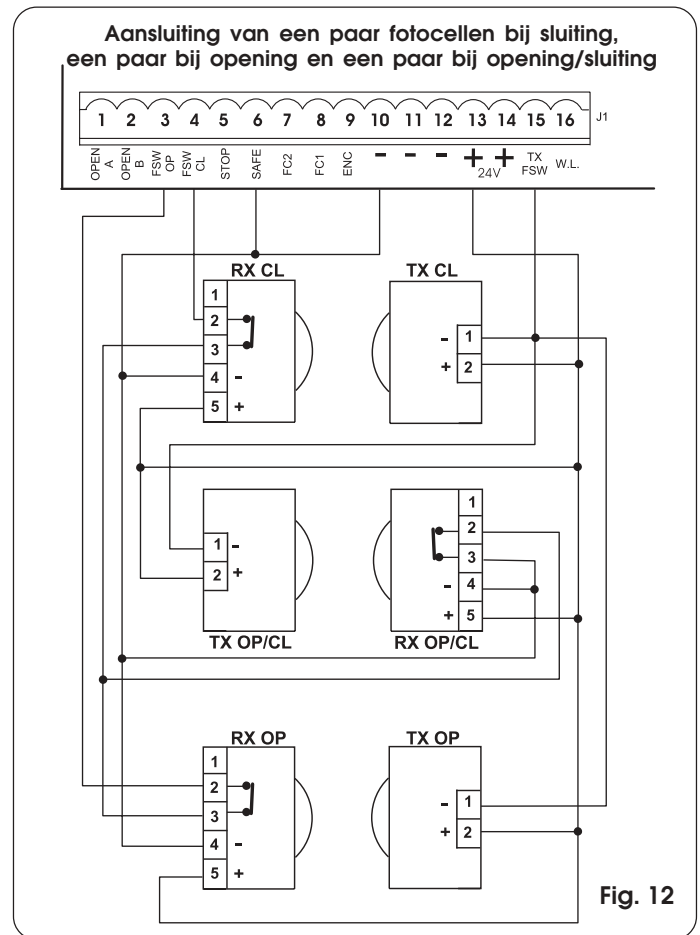 Aansluiting van een paar fotocellen bij sluiting,
een paar bij opening en een paar bij opening/sluiting
1 2 3 4 5 6 7 8 9 10 11 12 13 14 15 16 J1
OPEN A
OPEN B
FSW OP
FSW CL
STOP
SAFE
FC2
FC1
ENC
- - -
+ +
24V
TX FSW
W.L.
RX CL
1
2
3
4 -
5 +
TX CL
- 1
+ 2
1 -
2 +
TX OP/CL
1
2
3
- 4
+ 5
RX OP/CL
RX OP
1
2
3
4 -
5 +
TX OP
- 1
+ 2
Fig. 12